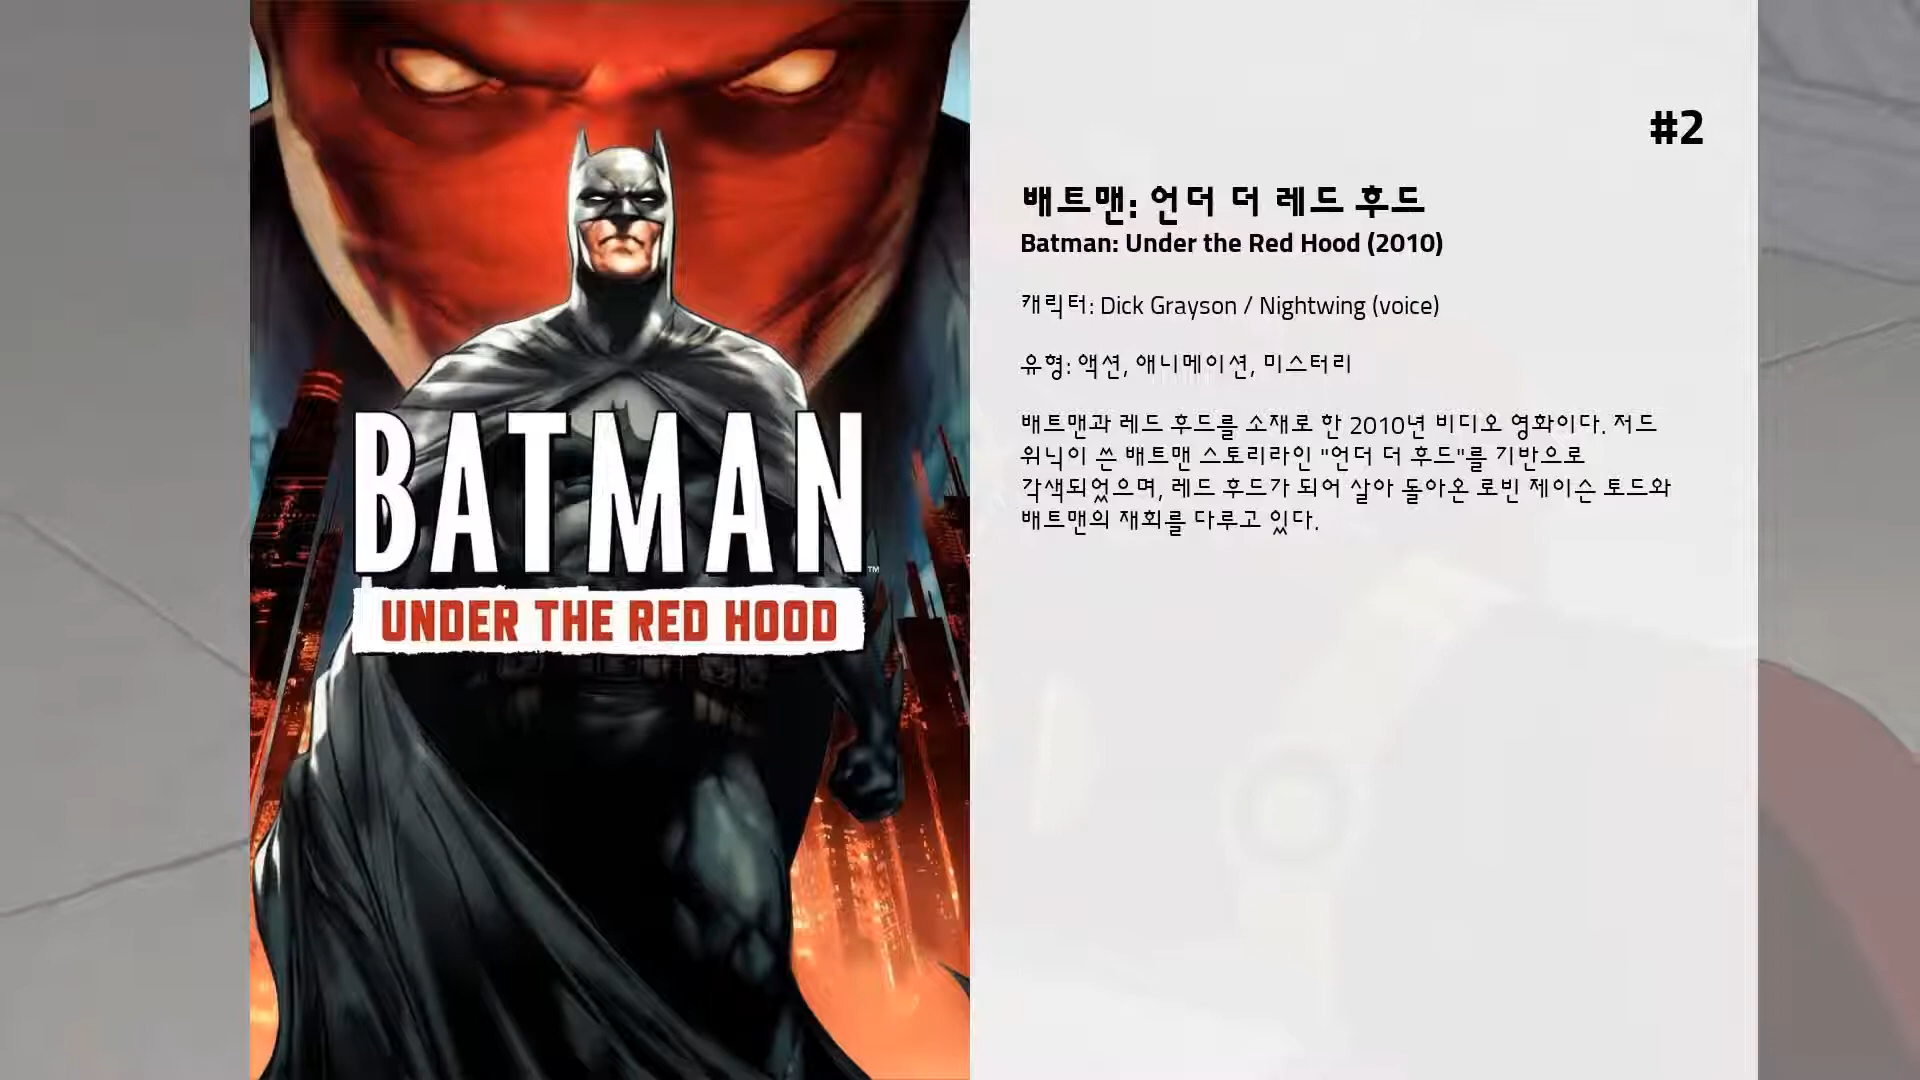 BATMAN
™
UNDER THE RED HOOD
#2
배트맨: 언더 더 레드 후드
Batman: Under the Red Hood (2010)
캐릭터: Dick Grayson / Nightwing (voice)
유형: 액션, 애니메이션, 미스터리
배트맨과 레드 후드를 소재로 한 2010년 비디오 영화이다. 저드
위닉이 쓴 배트맨 스토리라인 "언더 더 후드"를 기반으로
각색되었으며, 레드 후드가 되어 살아 돌아온 로빈 제이슨 토드와
배트맨의 재회를 다루고 있다.